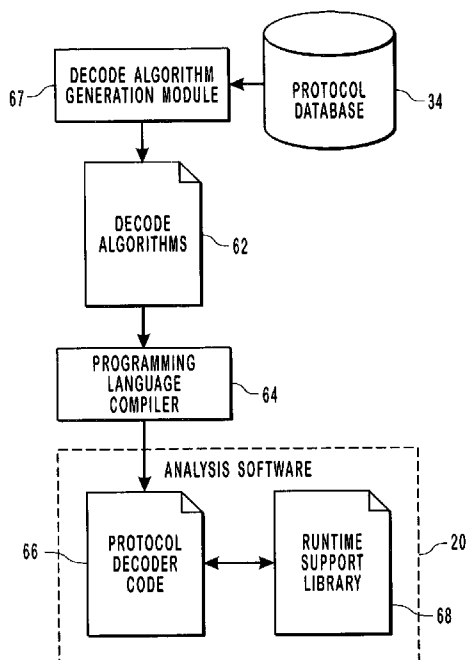 DECODE ALGORITHM
GENERATION MODULE
67
PROTOCOL
DATABASE
34
DECODE
ALGORITHMS
62
PROGRAMMING
LANGUAGE
COMPILER
64
ANALYSIS SOFTWARE
66
PROTOCOL
DECODER
CODE
RUNTIME
SUPPORT
LIBRARY
20
68